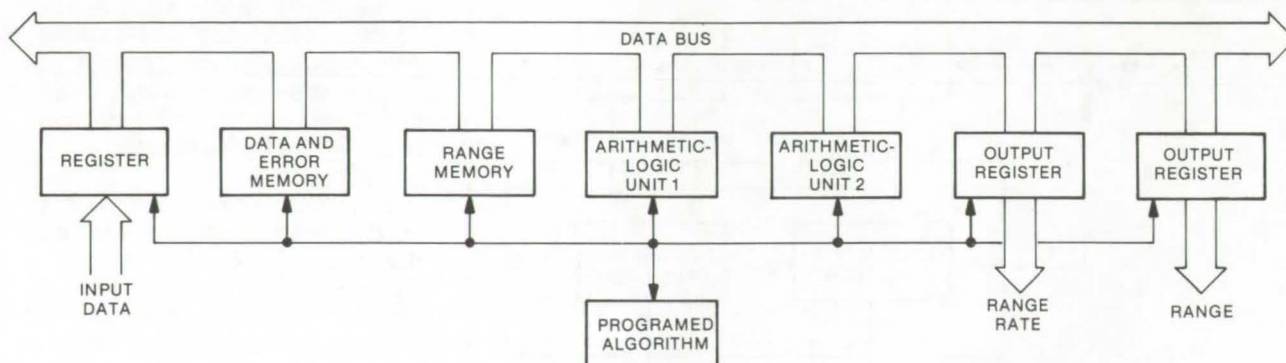 DATA BUS
REGISTER
DATA AND
ERROR
MEMORY
RANGE
MEMORY
ARITHMETIC-
LOGIC
UNIT 1
ARITHMETIC-
LOGIC
UNIT 2
OUTPUT
REGISTER
OUTPUT
REGISTER
INPUT
DATA
RANGE
RATE
RANGE
PROGRAMED
ALGORITHM